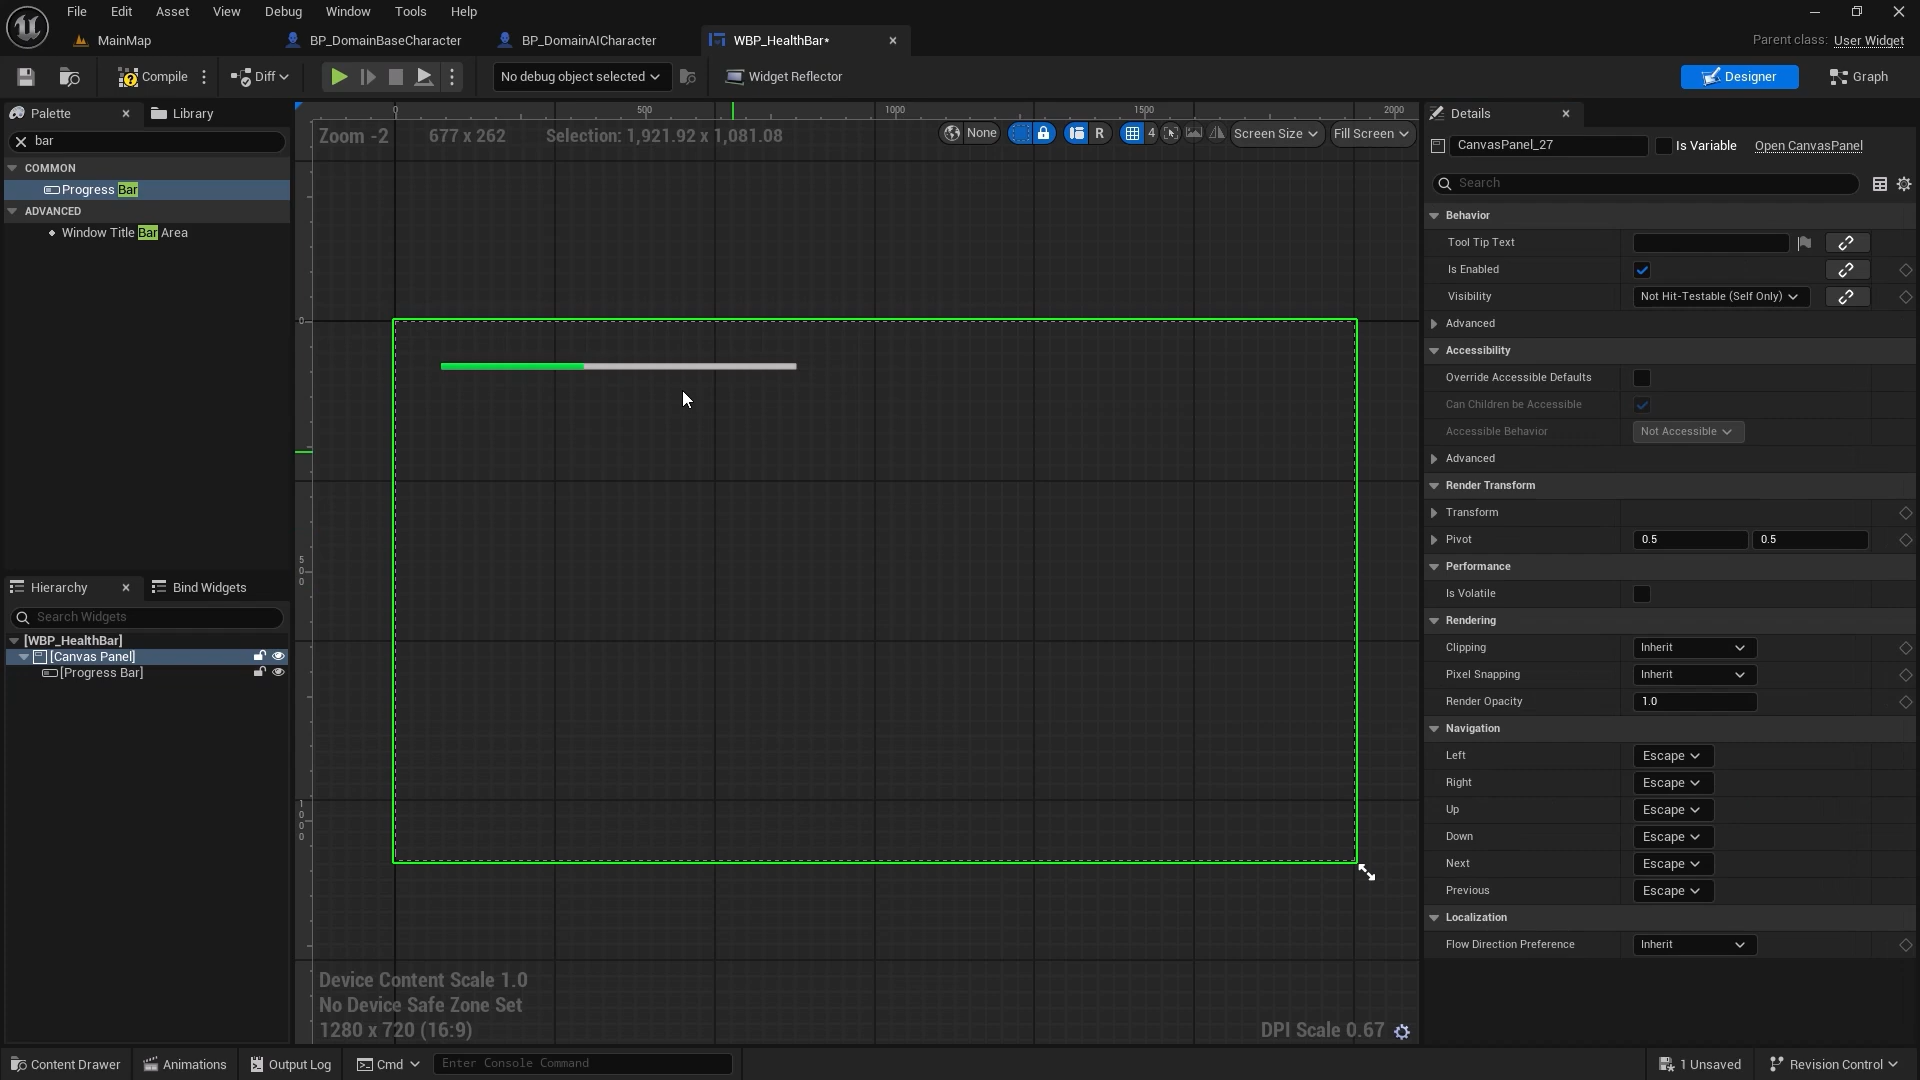 File Edit Asset View Debug Window Tools Help
MainMap BP_DomainBaseCharacter BP_DomainAICharacter WBP_HealthBar*
Parent class: User Widget
Compile Diff No debug object selected Widget Reflector Designer Graph
Palette Library
bar
COMMON
Progress Bar
ADVANCED
Window Title Bar Area
Hierarchy Bind Widgets
Search Widgets
[WBP_HealthBar]
[Canvas Panel]
[Progress Bar]
0 500 1000 1500 2000
Zoom -2 677 x 262 Selection: 1,921.92 x 1,081.08
None R 4 Screen Size Fill Screen
0
500
1000
Device Content Scale 1.0
No Device Safe Zone Set
1280 x 720 (16:9)
DPI Scale 0.67
Details
CanvasPanel_27 Is Variable Open CanvasPanel
Search
Behavior
Tool Tip Text
Is Enabled
Visibility Not Hit-Testable (Self Only)
Advanced
Accessibility
Override Accessible Defaults
Can Children be Accessible
Accessible Behavior Not Accessible
Advanced
Render Transform
Transform
Pivot 0.5 0.5
Performance
Is Volatile
Rendering
Clipping Inherit
Pixel Snapping Inherit
Render Opacity 1.0
Navigation
Left Escape
Right Escape
Up Escape
Down Escape
Next Escape
Previous Escape
Localization
Flow Direction Preference Inherit
Content Drawer Animations Output Log Cmd Enter Console Command 1 Unsaved Revision Control